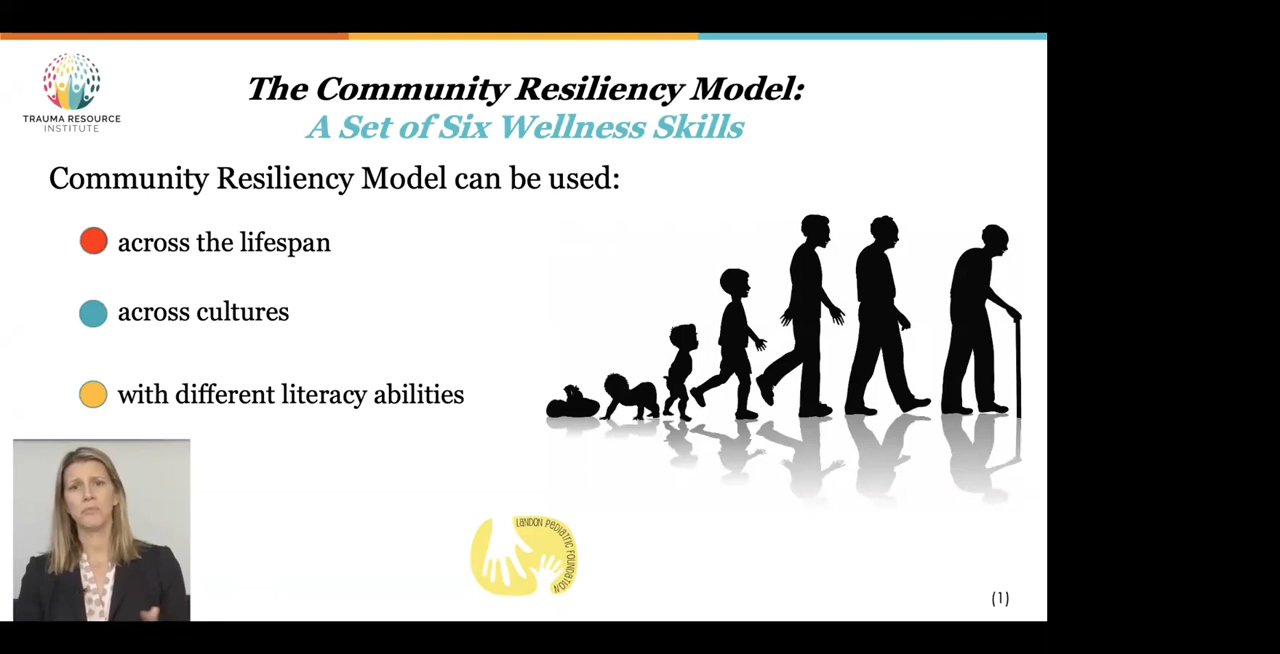 TRAUMA RESOURCE
INSTITUTE
The Community Resiliency Model:
A Set of Six Wellness Skills
Community Resiliency Model can be used:
across the lifespan
across cultures
with different literacy abilities
LANDON PEDIATRIC FOUNDATION
(1)